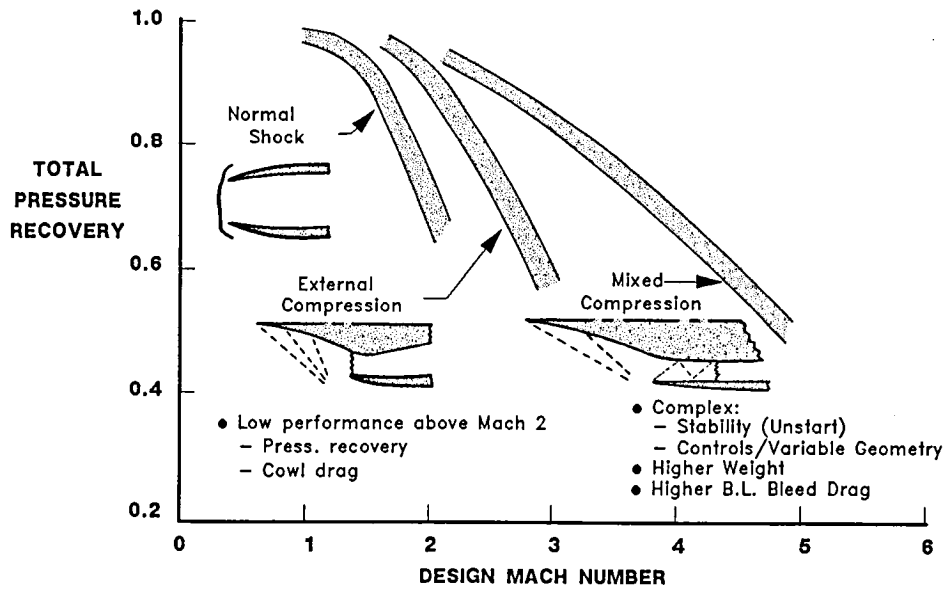 1.0
0.8
0.6
0.4
0.2
TOTAL
PRESSURE
RECOVERY
Normal
Shock
External
Compression
Mixed
Compression
● Low performance above Mach 2
– Press. recovery
– Cowl drag
● Complex:
– Stability (Unstart)
– Controls/Variable Geometry
● Higher Weight
● Higher B.L. Bleed Drag
0 1 2 3 4 5 6
DESIGN MACH NUMBER